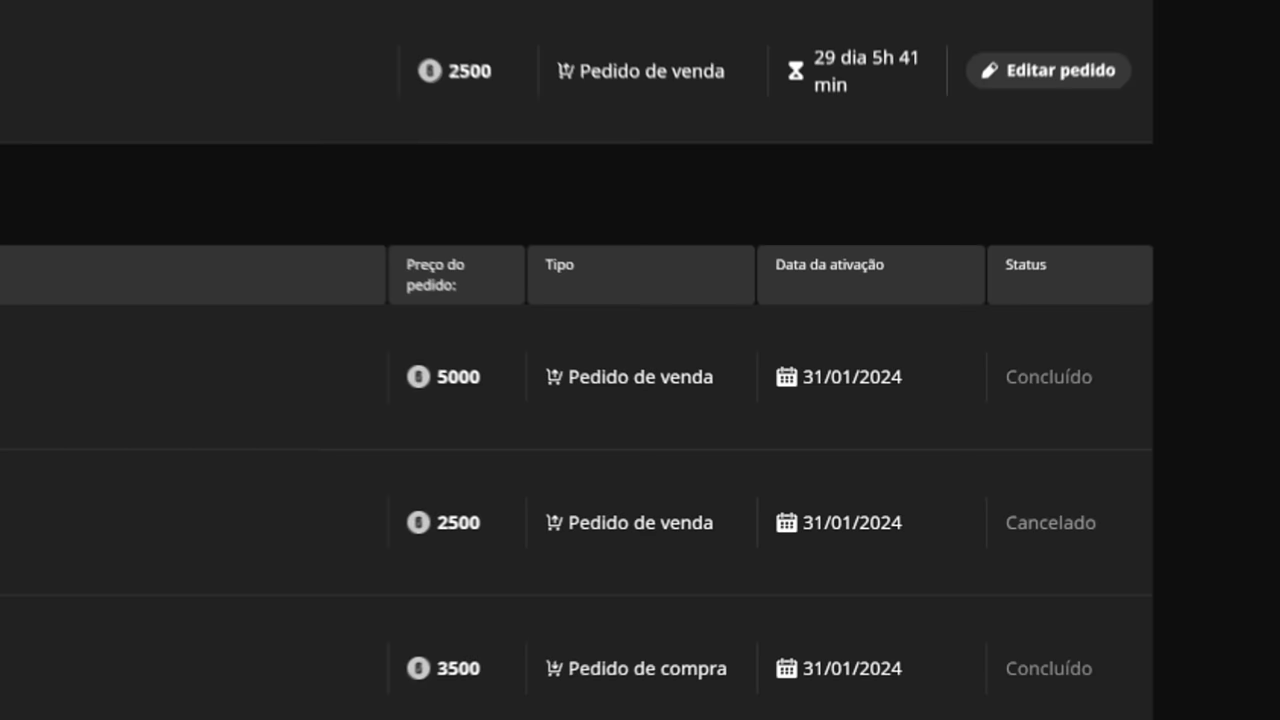 2500 Pedido de venda 29 dia 5h 41 min Editar pedido
Preço do pedido: Tipo Data da ativação Status
5000 Pedido de venda 31/01/2024 Concluído
2500 Pedido de venda 31/01/2024 Cancelado
3500 Pedido de compra 31/01/2024 Concluído